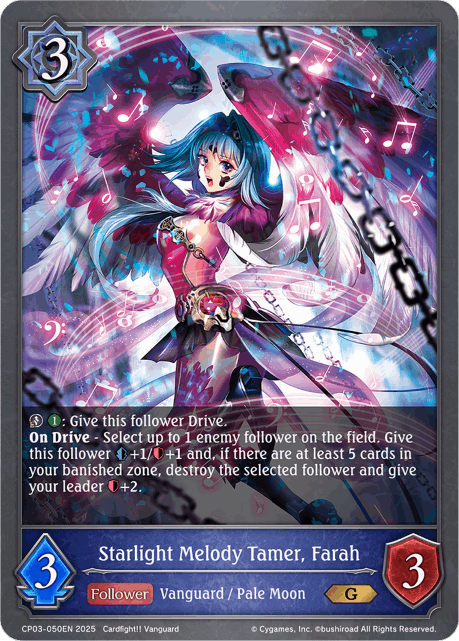 3
1 : Give this follower Drive.
On Drive - Select up to 1 enemy follower on the field. Give
this follower +1/ +1 and, if there are at least 5 cards in
your banished zone, destroy the selected follower and give
your leader +2.
Starlight Melody Tamer, Farah
3
Follower Vanguard / Pale Moon G
3
CP03-050EN 2025 Cardfight!! Vanguard © Cygames, Inc. ©bushiroad All Rights Reserved.